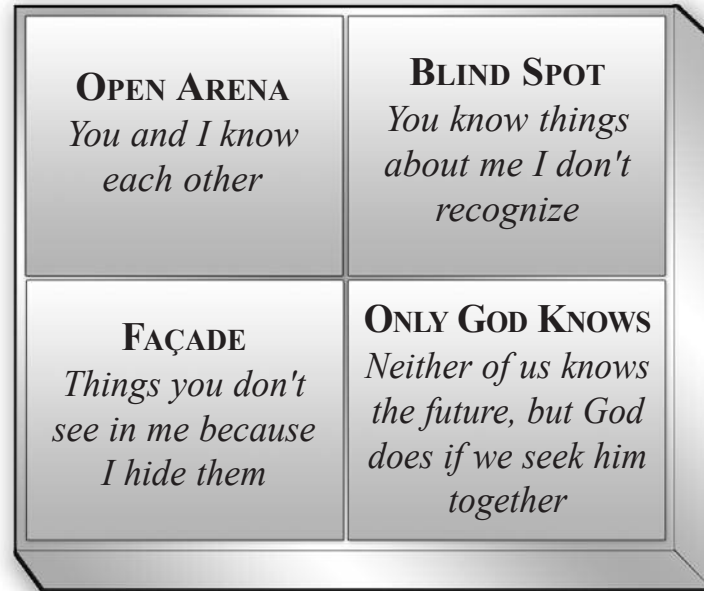 OPEN ARENA
You and I know
each other
BLIND SPOT
You know things
about me I don't
recognize
FAÇADE
Things you don't
see in me because
I hide them
ONLY GOD KNOWS
Neither of us knows
the future, but God
does if we seek him
together